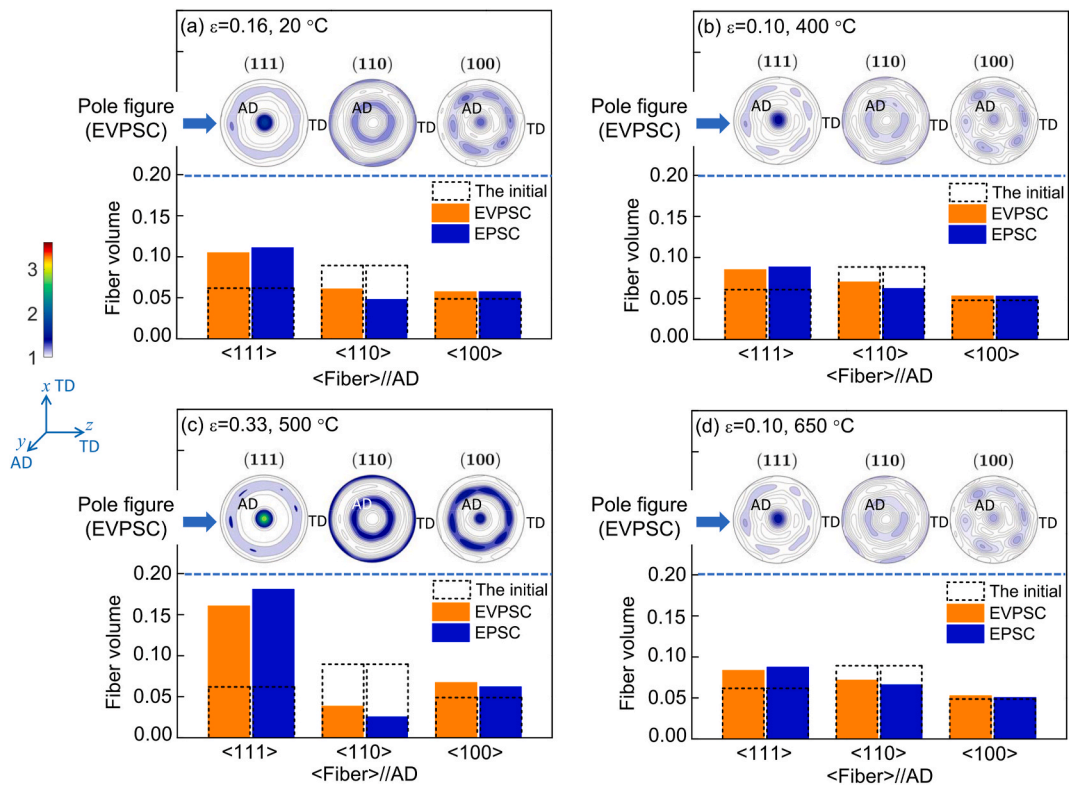 (a) ε=0.16, 20 °C
(111) (110) (100)
Pole figure
(EVPSC)
AD AD AD
TD TD TD
0.20
0.10
0.05
0.00
Fiber volume
The initial
EVPSC
EPSC
<111> <110> <100>
<Fiber>//AD
(b) ε=0.10, 400 °C
(111) (110) (100)
Pole figure
(EVPSC)
AD AD AD
TD TD TD
0.20
0.15
0.10
0.05
0.00
Fiber volume
The initial
EVPSC
EPSC
<111> <110> <100>
<Fiber>//AD
3
2
1
x TD
y
AD
z
TD
(c) ε=0.33, 500 °C
(111) (110) (100)
Pole figure
(EVPSC)
AD AD AD
TD TD TD
0.20
0.15
0.10
0.05
0.00
Fiber volume
The initial
EVPSC
EPSC
<111> <110> <100>
<Fiber>//AD
(d) ε=0.10, 650 °C
(111) (110) (100)
Pole figure
(EVPSC)
AD AD AD
TD TD TD
0.20
0.15
0.10
0.05
0.00
Fiber volume
The initial
EVPSC
EPSC
<111> <110> <100>
<Fiber>//AD